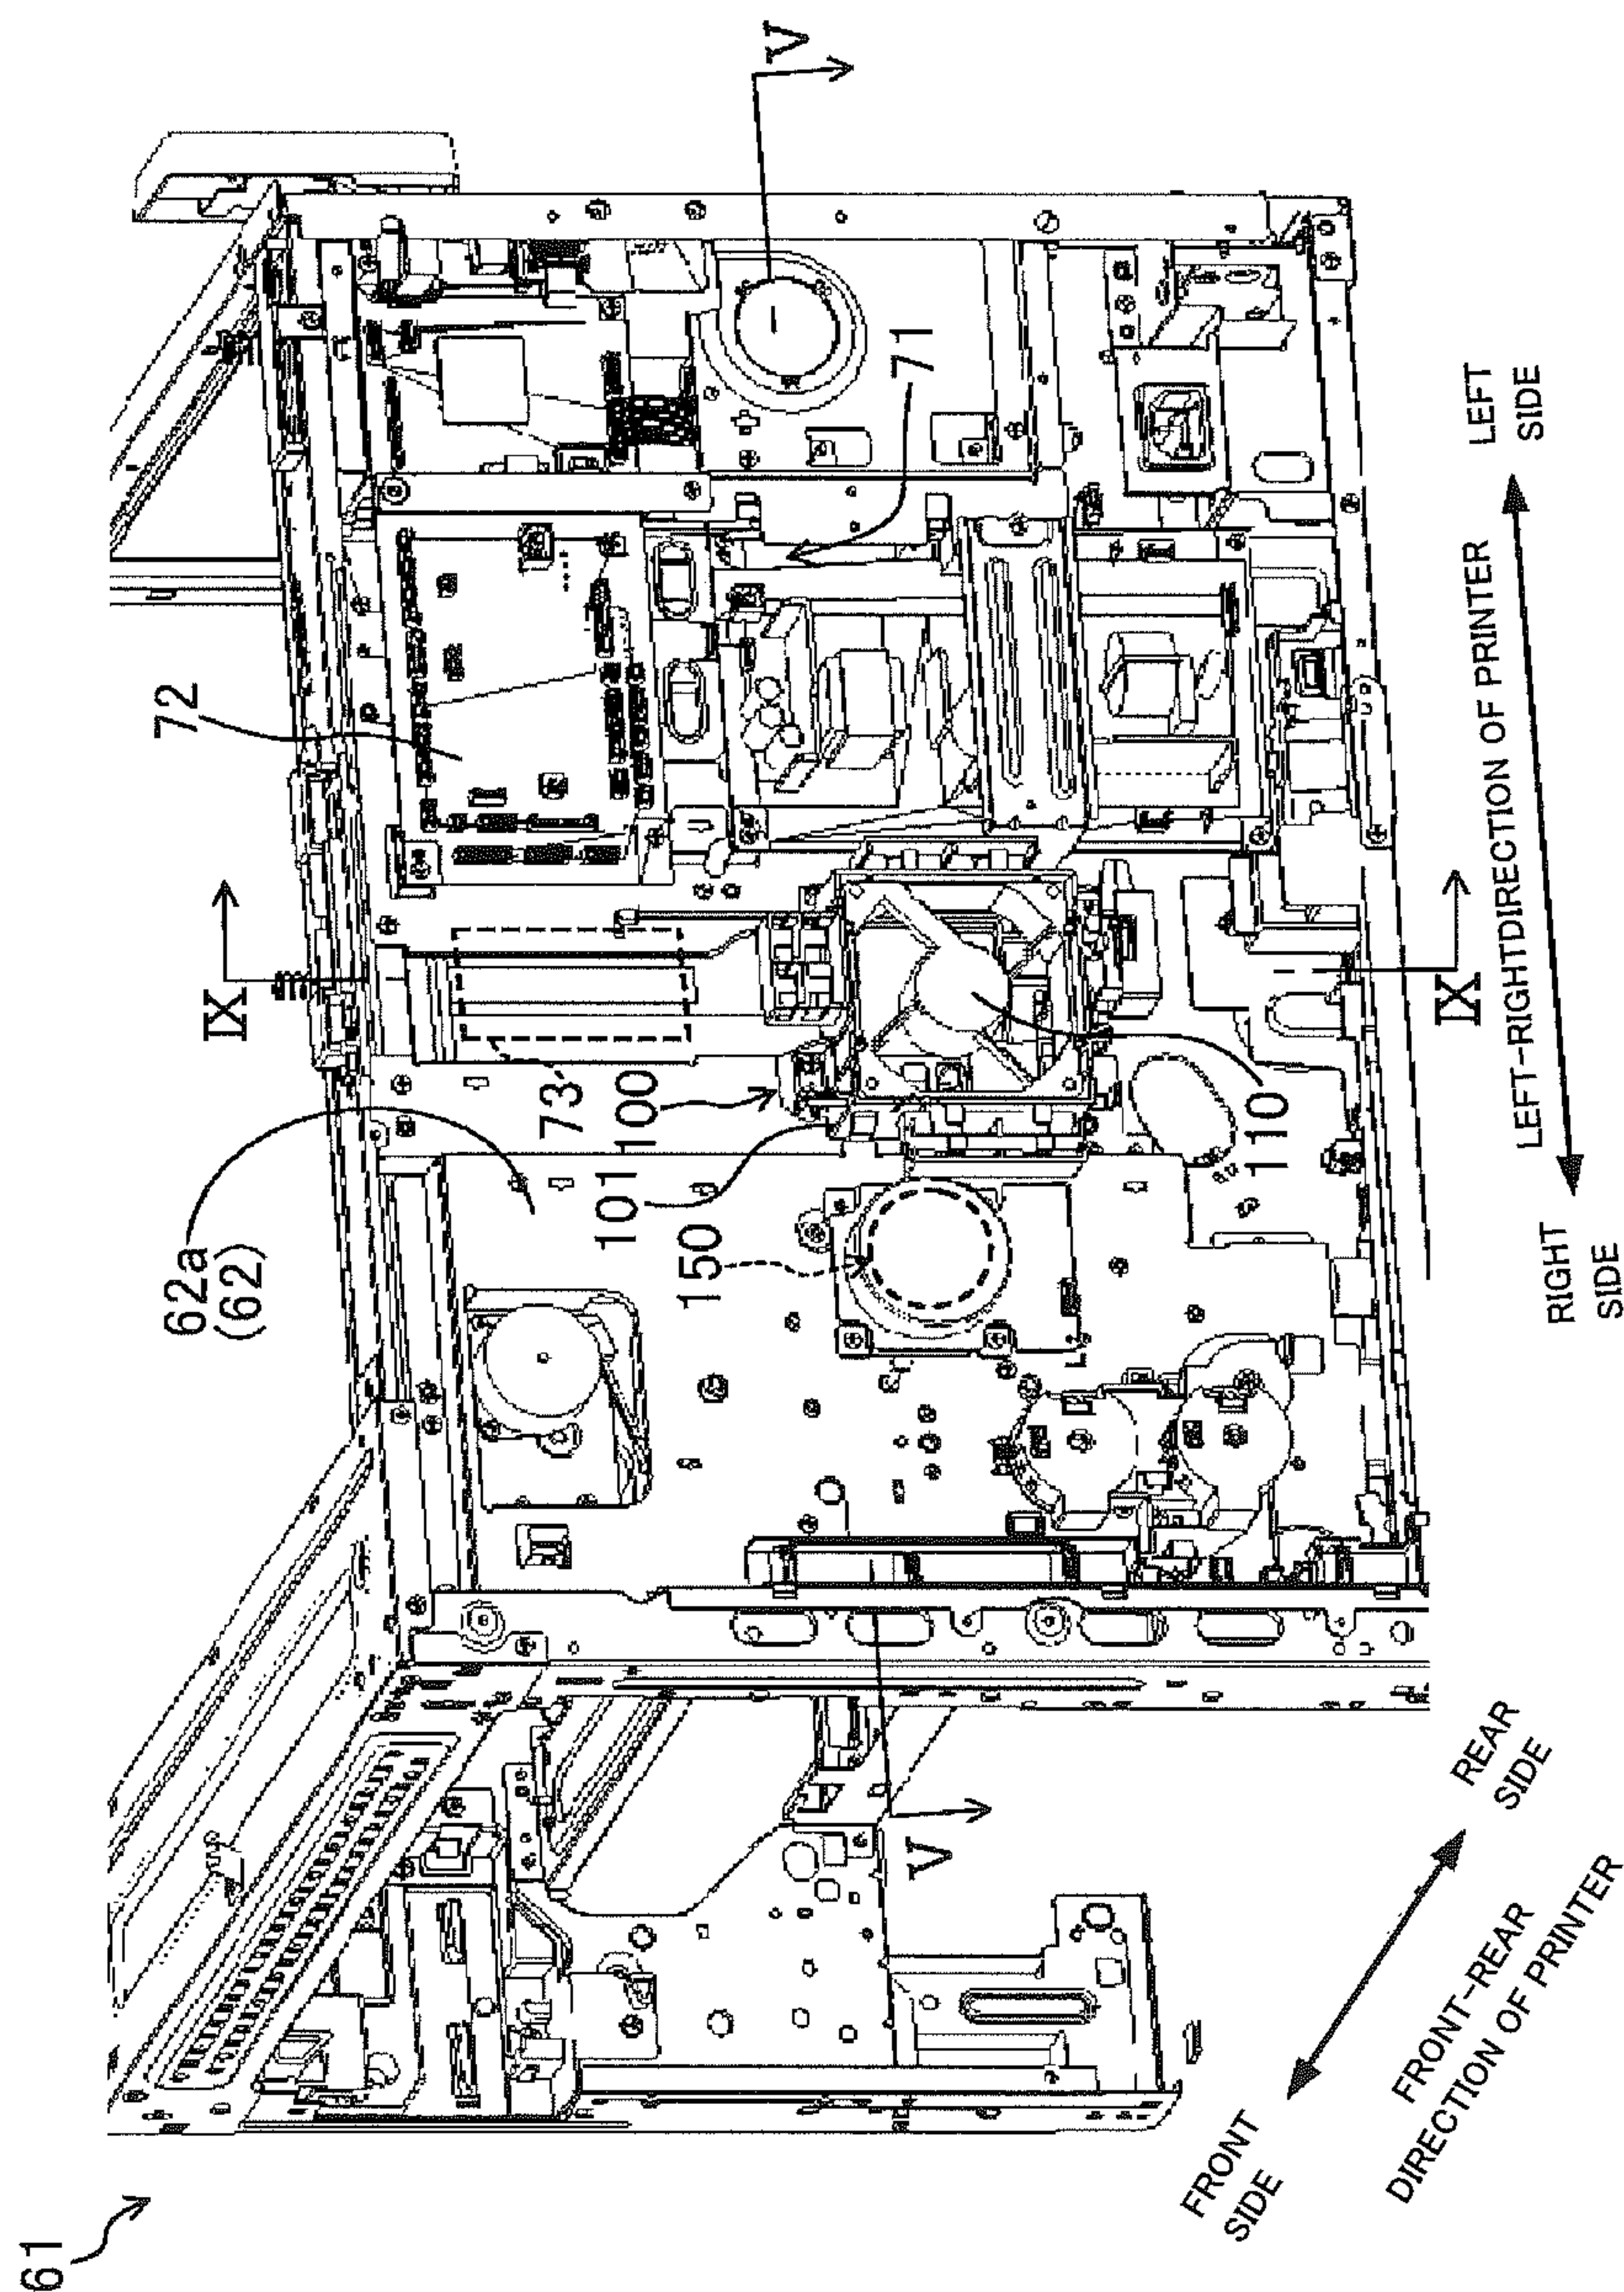 61
62a
(62)
72
IX
73
100
101
150
71
V
110
IX
V
FRONT
SIDE
FRONT-REAR
DIRECTION OF PRINTER
REAR
SIDE
RIGHT
SIDE
LEFT-RIGHTDIRECTION OF PRINTER
LEFT
SIDE